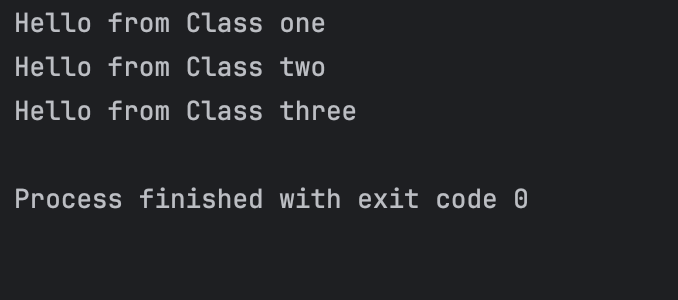 Hello from Class one
Hello from Class two
Hello from Class three
Process finished with exit code 0